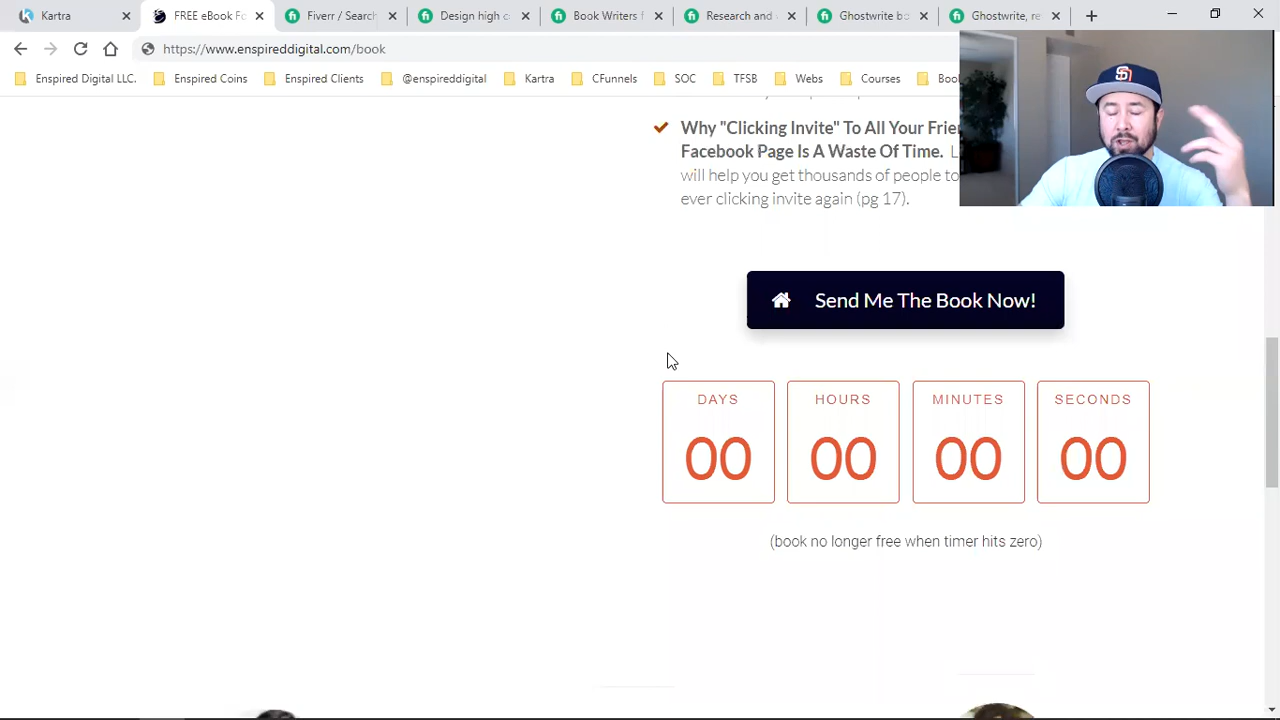 Kartra
FREE eBook Fo
Fiverr / Search
Design high c
Book Writers f
Research and
Ghostwrite bo
Ghostwrite, re
https://www.enspireddigital.com/book
Enspired Digital LLC.
Enspired Coins
Enspired Clients
@enspireddigital
Kartra
CFunnels
SOC
TFSB
Webs
Courses
Boo
Why "Clicking Invite" To All Your Frie
Facebook Page Is A Waste Of Time. L
will help you get thousands of people to
ever clicking invite again (pg 17).
Send Me The Book Now!
DAYS HOURS MINUTES SECONDS
00 00 00 00
(book no longer free when timer hits zero)